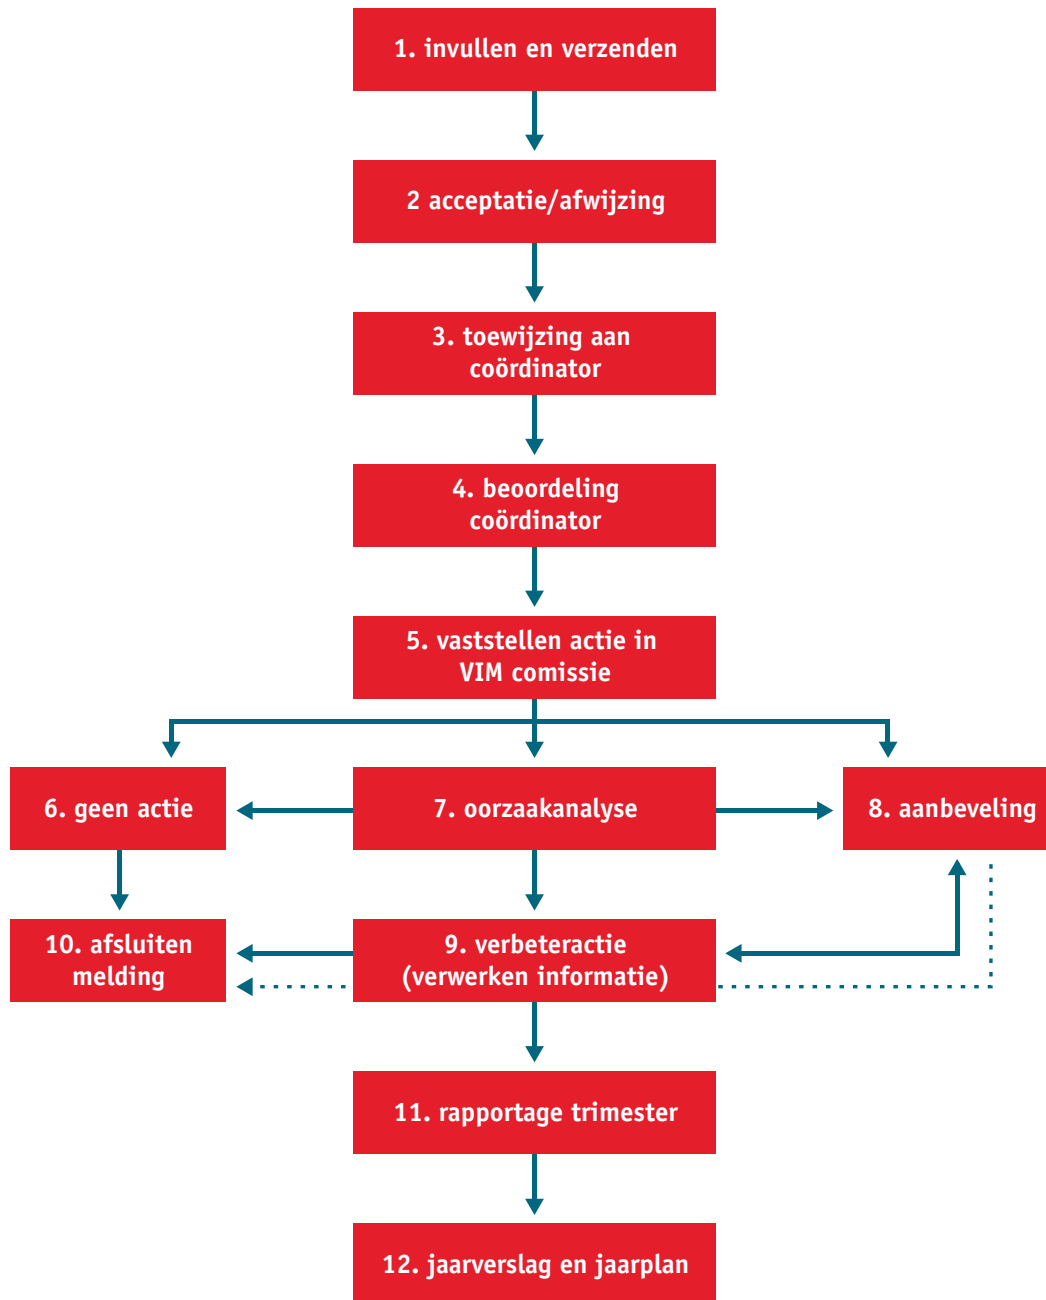 1. invullen en verzenden
2 acceptatie/afwijzing
3. toewijzing aan
coördinator
4. beoordeling
coördinator
5. vaststellen actie in
VIM comissie
6. geen actie
7. oorzaakanalyse
8. aanbeveling
10. afsluiten
melding
9. verbeteractie
(verwerken informatie)
11. rapportage trimester
12. jaarverslag en jaarplan